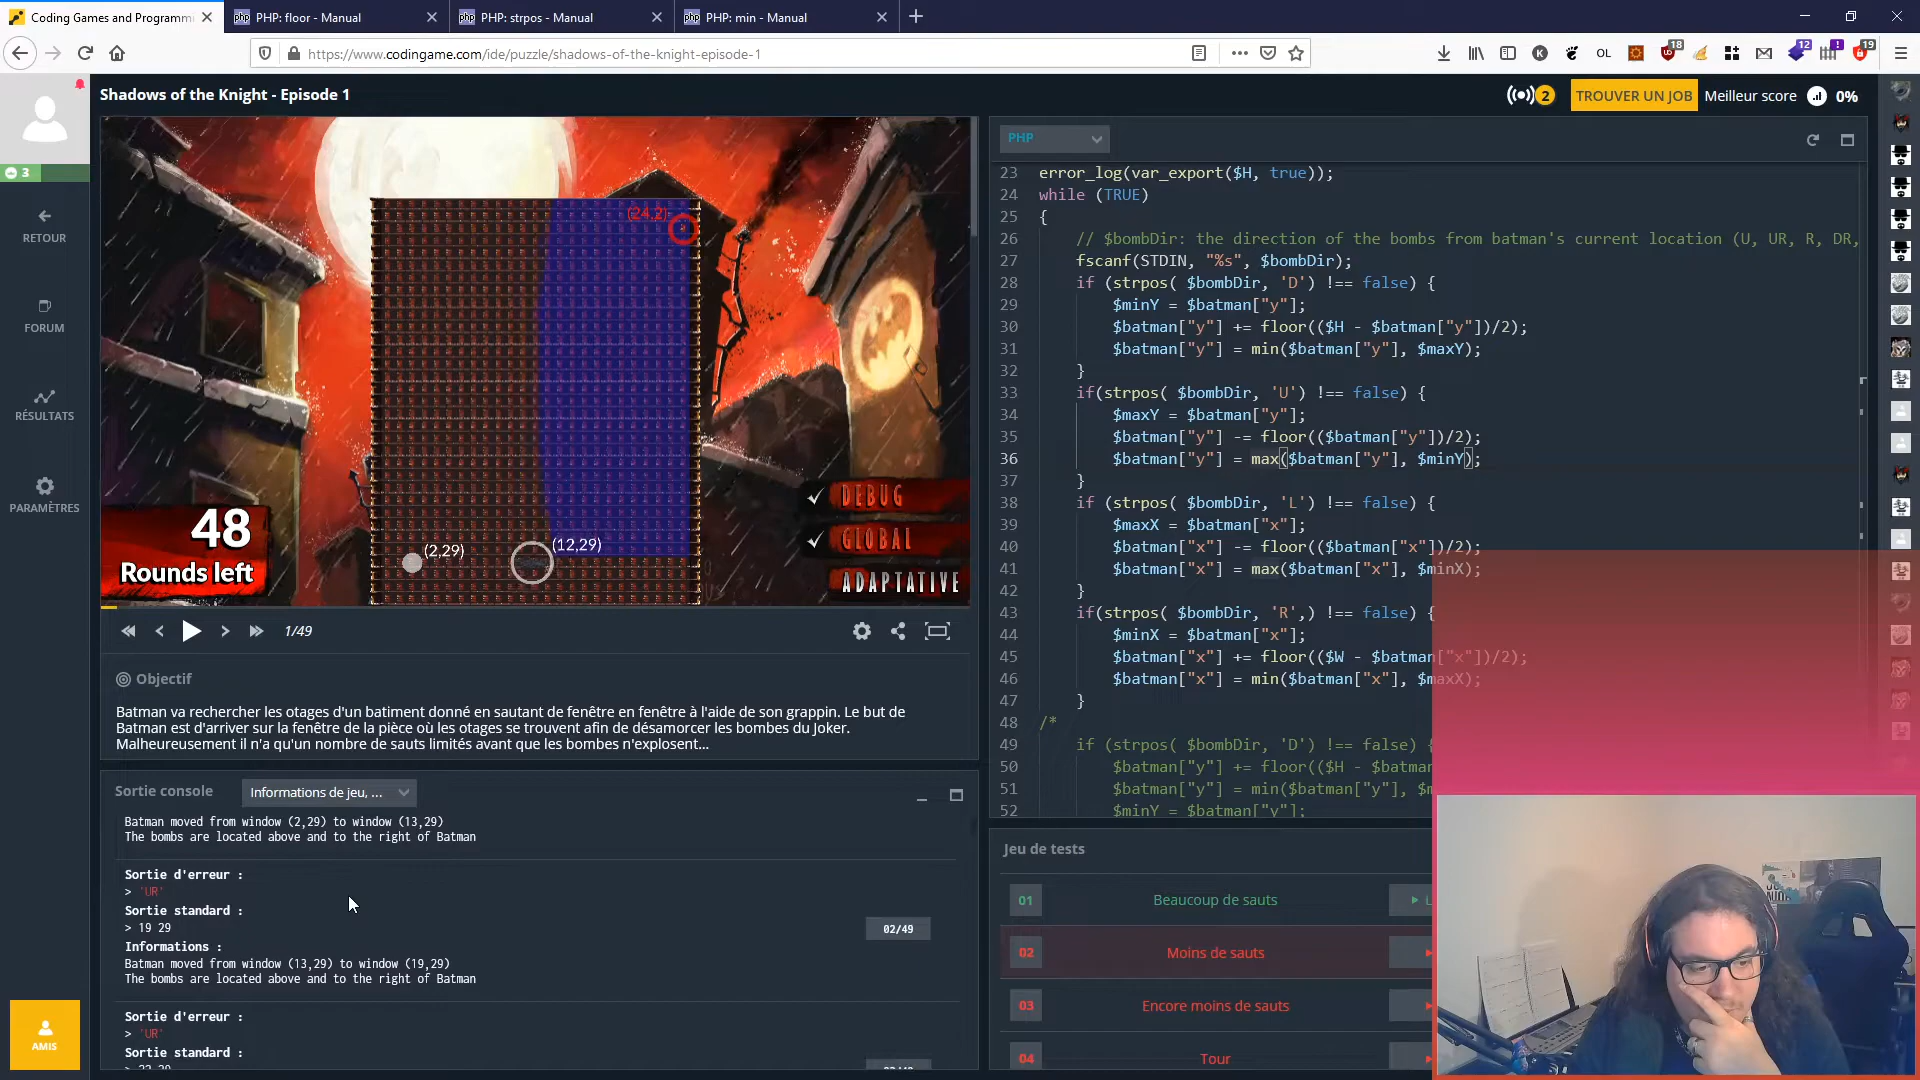 Coding Games and Programmi
PHP: floor - Manual
PHP: strpos - Manual
PHP: min - Manual
https://www.codingame.com/ide/puzzle/shadows-of-the-knight-episode-1
OL
18
12
!
19
Shadows of the Knight - Episode 1
2
TROUVER UN JOB
Meilleur score
0%
3
RETOUR
FORUM
RÉSULTATS
PARAMÈTRES
AMIS
(24,2)
(2,29)
(12,29)
48
Rounds left
DEBUG
GLOBAL
ADAPTATIVE
1/49
Objectif
Batman va rechercher les otages d'un batiment donné en sautant de fenêtre en fenêtre à l'aide de son grappin. Le but de
Batman est d'arriver sur la fenêtre de la pièce où les otages se trouvent afin de désamorcer les bombes du Joker.
Malheureusement il n'a qu'un nombre de sauts limités avant que les bombes n'explosent...
Sortie console
Informations de jeu, ...
Batman moved from window (2,29) to window (13,29)
The bombs are located above and to the right of Batman
Sortie d'erreur :
> 'UR'
Sortie standard :
> 19 29
02/49
Informations :
Batman moved from window (13,29) to window (19,29)
The bombs are located above and to the right of Batman
Sortie d'erreur :
> 'UR'
Sortie standard :
PHP
23 error_log(var_export($H, true));
24 while (TRUE)
25 {
26 // $bombDir: the direction of the bombs from batman's current location (U, UR, R, DR,
27 fscanf(STDIN, "%s", $bombDir);
28 if (strpos( $bombDir, 'D') !== false) {
29 $minY = $batman["y"];
30 $batman["y"] += floor(($H - $batman["y"])/2);
31 $batman["y"] = min($batman["y"], $maxY);
32 }
33 if(strpos( $bombDir, 'U') !== false) {
34 $maxY = $batman["y"];
35 $batman["y"] -= floor(($batman["y"])/2);
36 $batman["y"] = max($batman["y"], $minY);
37 }
38 if (strpos( $bombDir, 'L') !== false) {
39 $maxX = $batman["x"];
40 $batman["x"] -= floor(($batman["x"])/2);
41 $batman["x"] = max($batman["x"], $minX);
42 }
43 if(strpos( $bombDir, 'R',) !== false) {
44 $minX = $batman["x"];
45 $batman["x"] += floor(($W - $batman["x"])/2);
46 $batman["x"] = min($batman["x"], $maxX);
47 }
48 /*
49 if (strpos( $bombDir, 'D') !== false) {
50 $batman["y"] += floor(($H - $batman
51 $batman["y"] = min($batman["y"], $m
52 $minY = $batman["y"];
Jeu de tests
01 Beaucoup de sauts
02 Moins de sauts
03 Encore moins de sauts
04 Tour